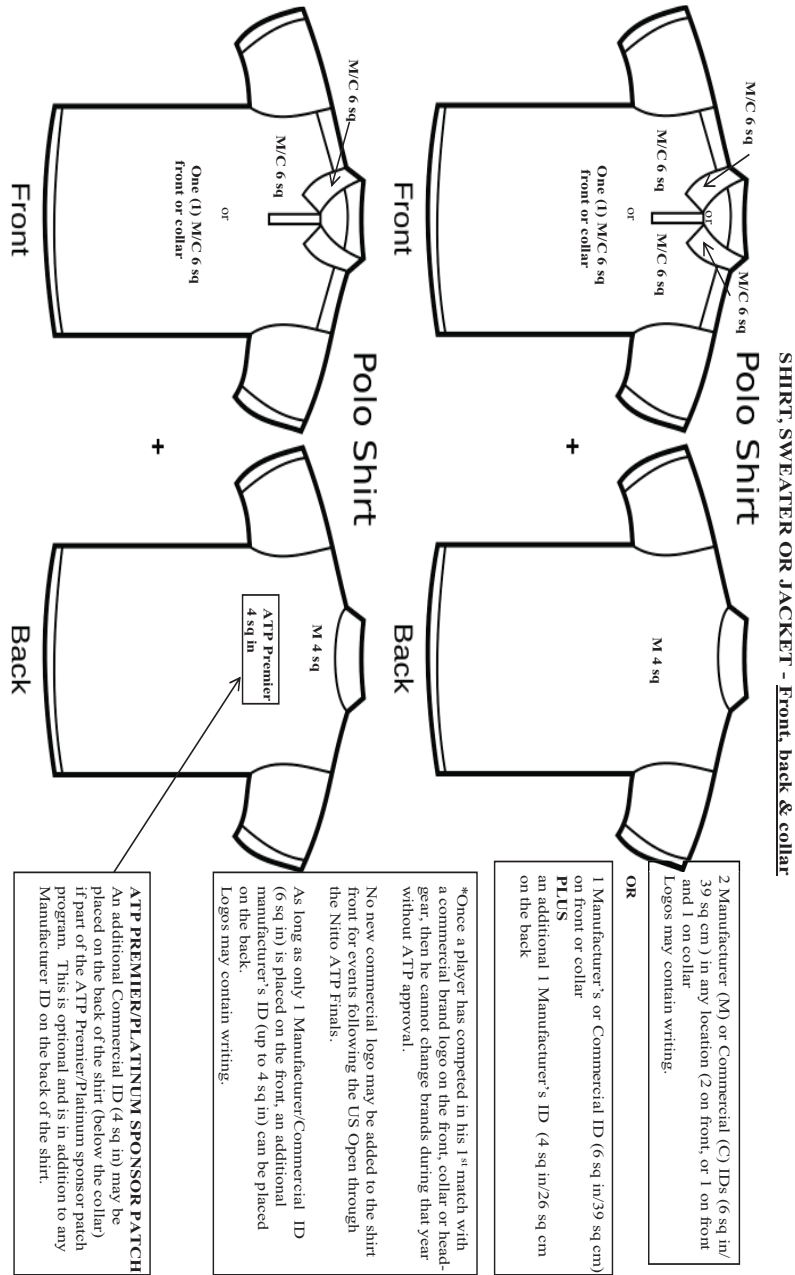 SHIRT, SWEATER OR JACKET - Front, back & collar
Polo Shirt
M/C 6 sq
M/C 6 sq
or
M/C 6 sq
M/C 6 sq
or
One (1) M/C 6 sq
front or collar
Front
+
M 4 sq
Back
2 Manufacturer (M) or Commercial (C) IDs (6 sq in/
39 sq cm ) in any location (2 on front, or 1 on front
and 1 on collar
Logos may contain writing.
OR
1 Manufacturer's or Commercial ID (6 sq in/39 sq cm)
on front or collar
PLUS
an additional 1 Manufacturer's ID (4 sq in/26 sq cm
on the back
Polo Shirt
M/C 6 sq
M/C 6 sq
or
One (1) M/C 6 sq
front or collar
Front
+
M 4 sq
ATP Premier
4 sq in
Back
*Once a player has competed in his 1st match with
a commercial brand logo on the front, collar or head-
gear, then he cannot change brands during that year
without ATP approval.
No new commercial logo may be added to the shirt
front for events following the US Open through
the Nitto ATP Finals.
As long as only 1 Manufacturer/Commercial ID
(6 sq in) is placed on the front, an additional
manufacturer's ID (up to 4 sq in) can be placed
on the back.
Logos may contain writing.
ATP PREMIER/PLATINUM SPONSOR PATCH
An additional Commercial ID (4 sq in) may be
placed on the back of the shirt (below the collar)
if part of the ATP Premier/Platinum sponsor patch
program. This is optional and is in addition to any
Manufacturer ID on the back of the shirt.